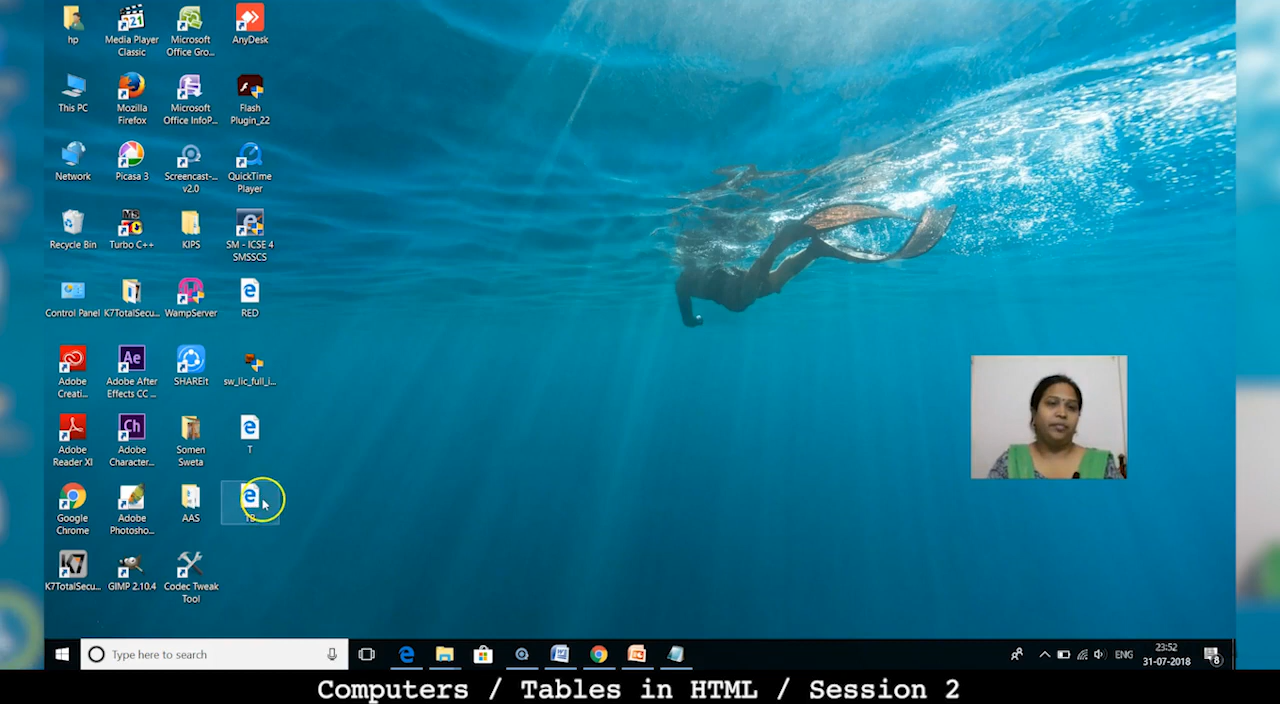 hp
Media Player
Classic
Microsoft
Office Gro...
AnyDesk
This PC
Mozilla
Firefox
Microsoft
Office InfoP...
Flash
Plugin_22
Network
Picasa 3
Screencast-...
v2.0
QuickTime
Player
Recycle Bin
Turbo C++
KIPS
SM - ICSE 4
SMSSCS
Control Panel
K7TotalSecu...
WampServer
RED
Adobe
Creati...
Adobe After
Effects CC ...
SHAREit
sw_lic_full_i...
Adobe
Reader XI
Adobe
Character...
Somen
Sweta
T
Google
Chrome
Adobe
Photosho...
AAS
K7TotalSecu...
GIMP 2.10.4
Codec Tweak
Tool
Type here to search
ENG
23:52
31-07-2018
8
Computers / Tables in HTML / Session 2